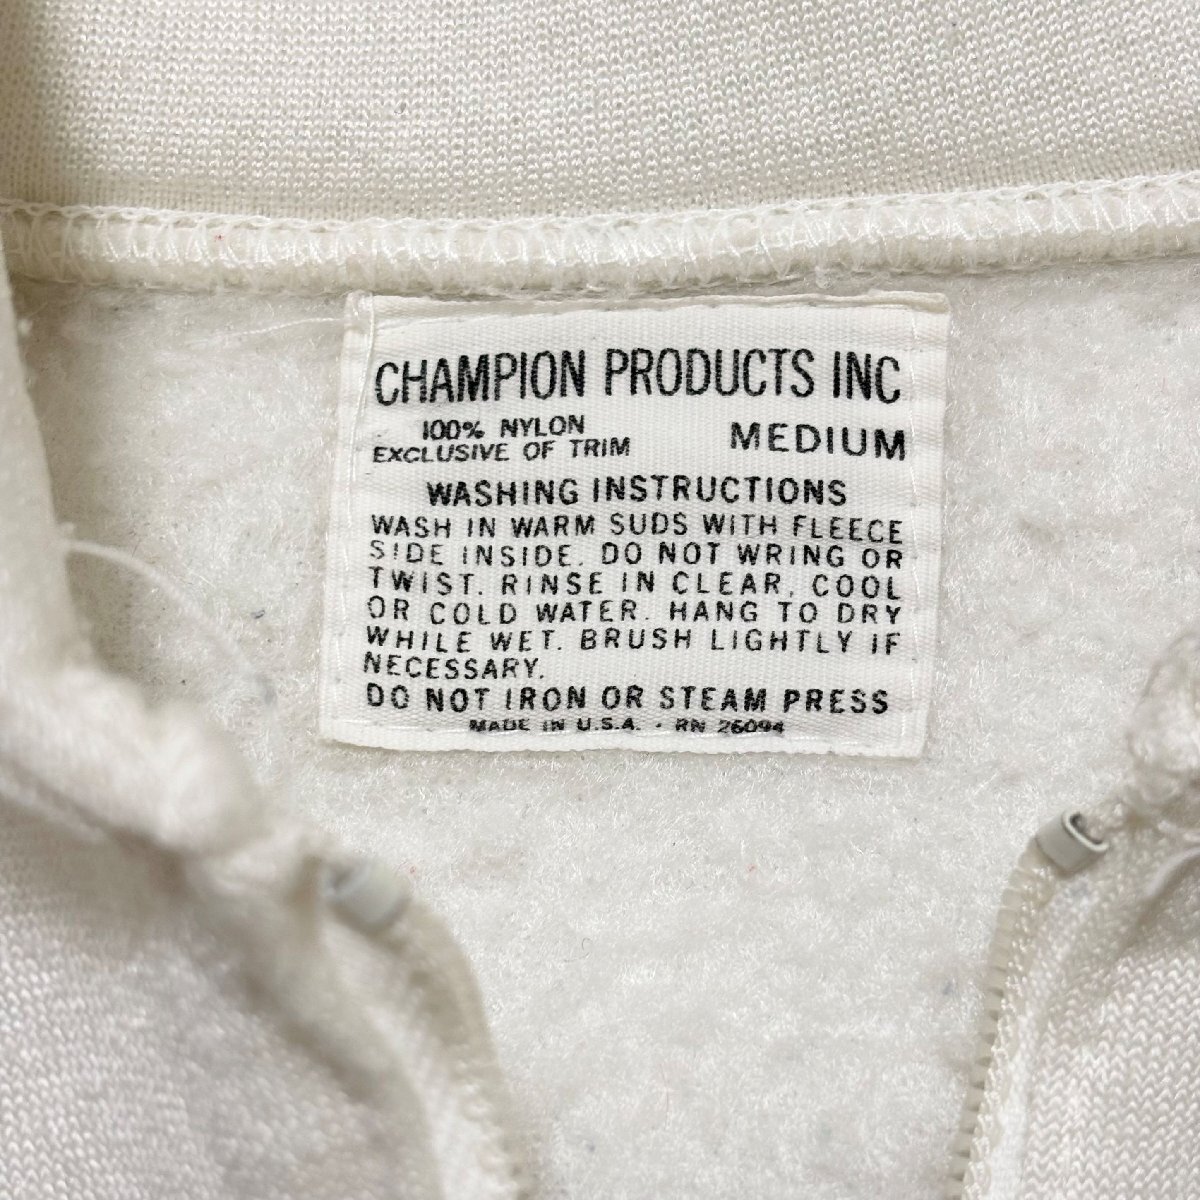 CHAMPION PRODUCTS INC
100% NYLON
EXCLUSIVE OF TRIM
MEDIUM
WASHING INSTRUCTIONS
WASH IN WARM SUDS WITH FLEECE
SIDE INSIDE. DO NOT WRING OR
TWIST. RINSE IN CLEAR, COOL
OR COLD WATER. HANG TO DRY
WHILE WET. BRUSH LIGHTLY IF
NECESSARY.
DO NOT IRON OR STEAM PRESS
MADE IN U.S.A. · RN 26094